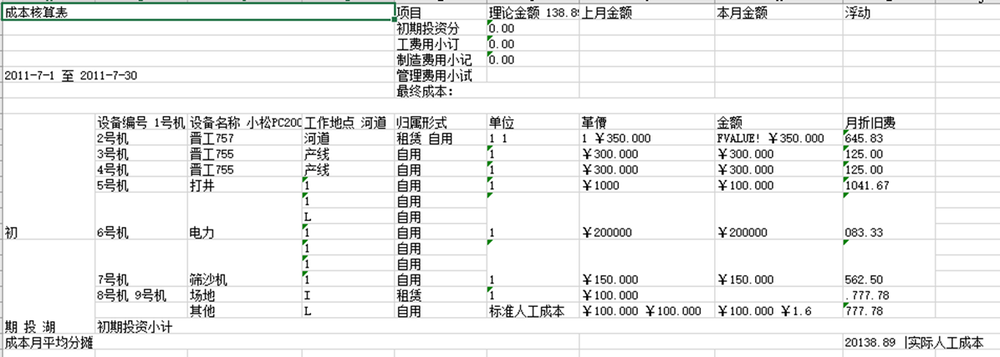 成本核算表 项目 理论金额 138.89 上月金额 本月金额 浮动
初期投资分 0.00
工费用小订 0.00
制造费用小记 0.00
2011-7-1 至 2011-7-30 管理费用小试
最终成本:
设备编号 1号机 设备名称 小松PC200 工作地点 河道 归属形式 单位 革價 金额 月折旧费
2号机 晋工757 河道 租赁 自用 1 1 1 ￥350.000 FVALUE! ￥350.000 645.83
3号机 晋工755 产线 自用 1 ￥300.000 ￥300.000 125.00
4号机 晋工755 产线 自用 1 ￥300.000 ￥300.000 125.00
5号机 打井 1 自用 1 ￥1000 ￥100.000 1041.67
1 自用
L 自用
初 6号机 电力 1 自用 1 ￥200000 ￥200000 083.33
1 自用
1 自用
7号机 筛沙机 1 自用 1 ￥150.000 ￥150.000 562.50
8号机 9号机 场地 I 租赁 1 ￥100.000 .777.78
其他 L 自用 标准人工成本 ￥100.000 ￥100.000 ￥100.000 ￥1.6 777.78
期 投 湖 初期投资小计
成本月平均分摊 20138.89 |实际人工成本